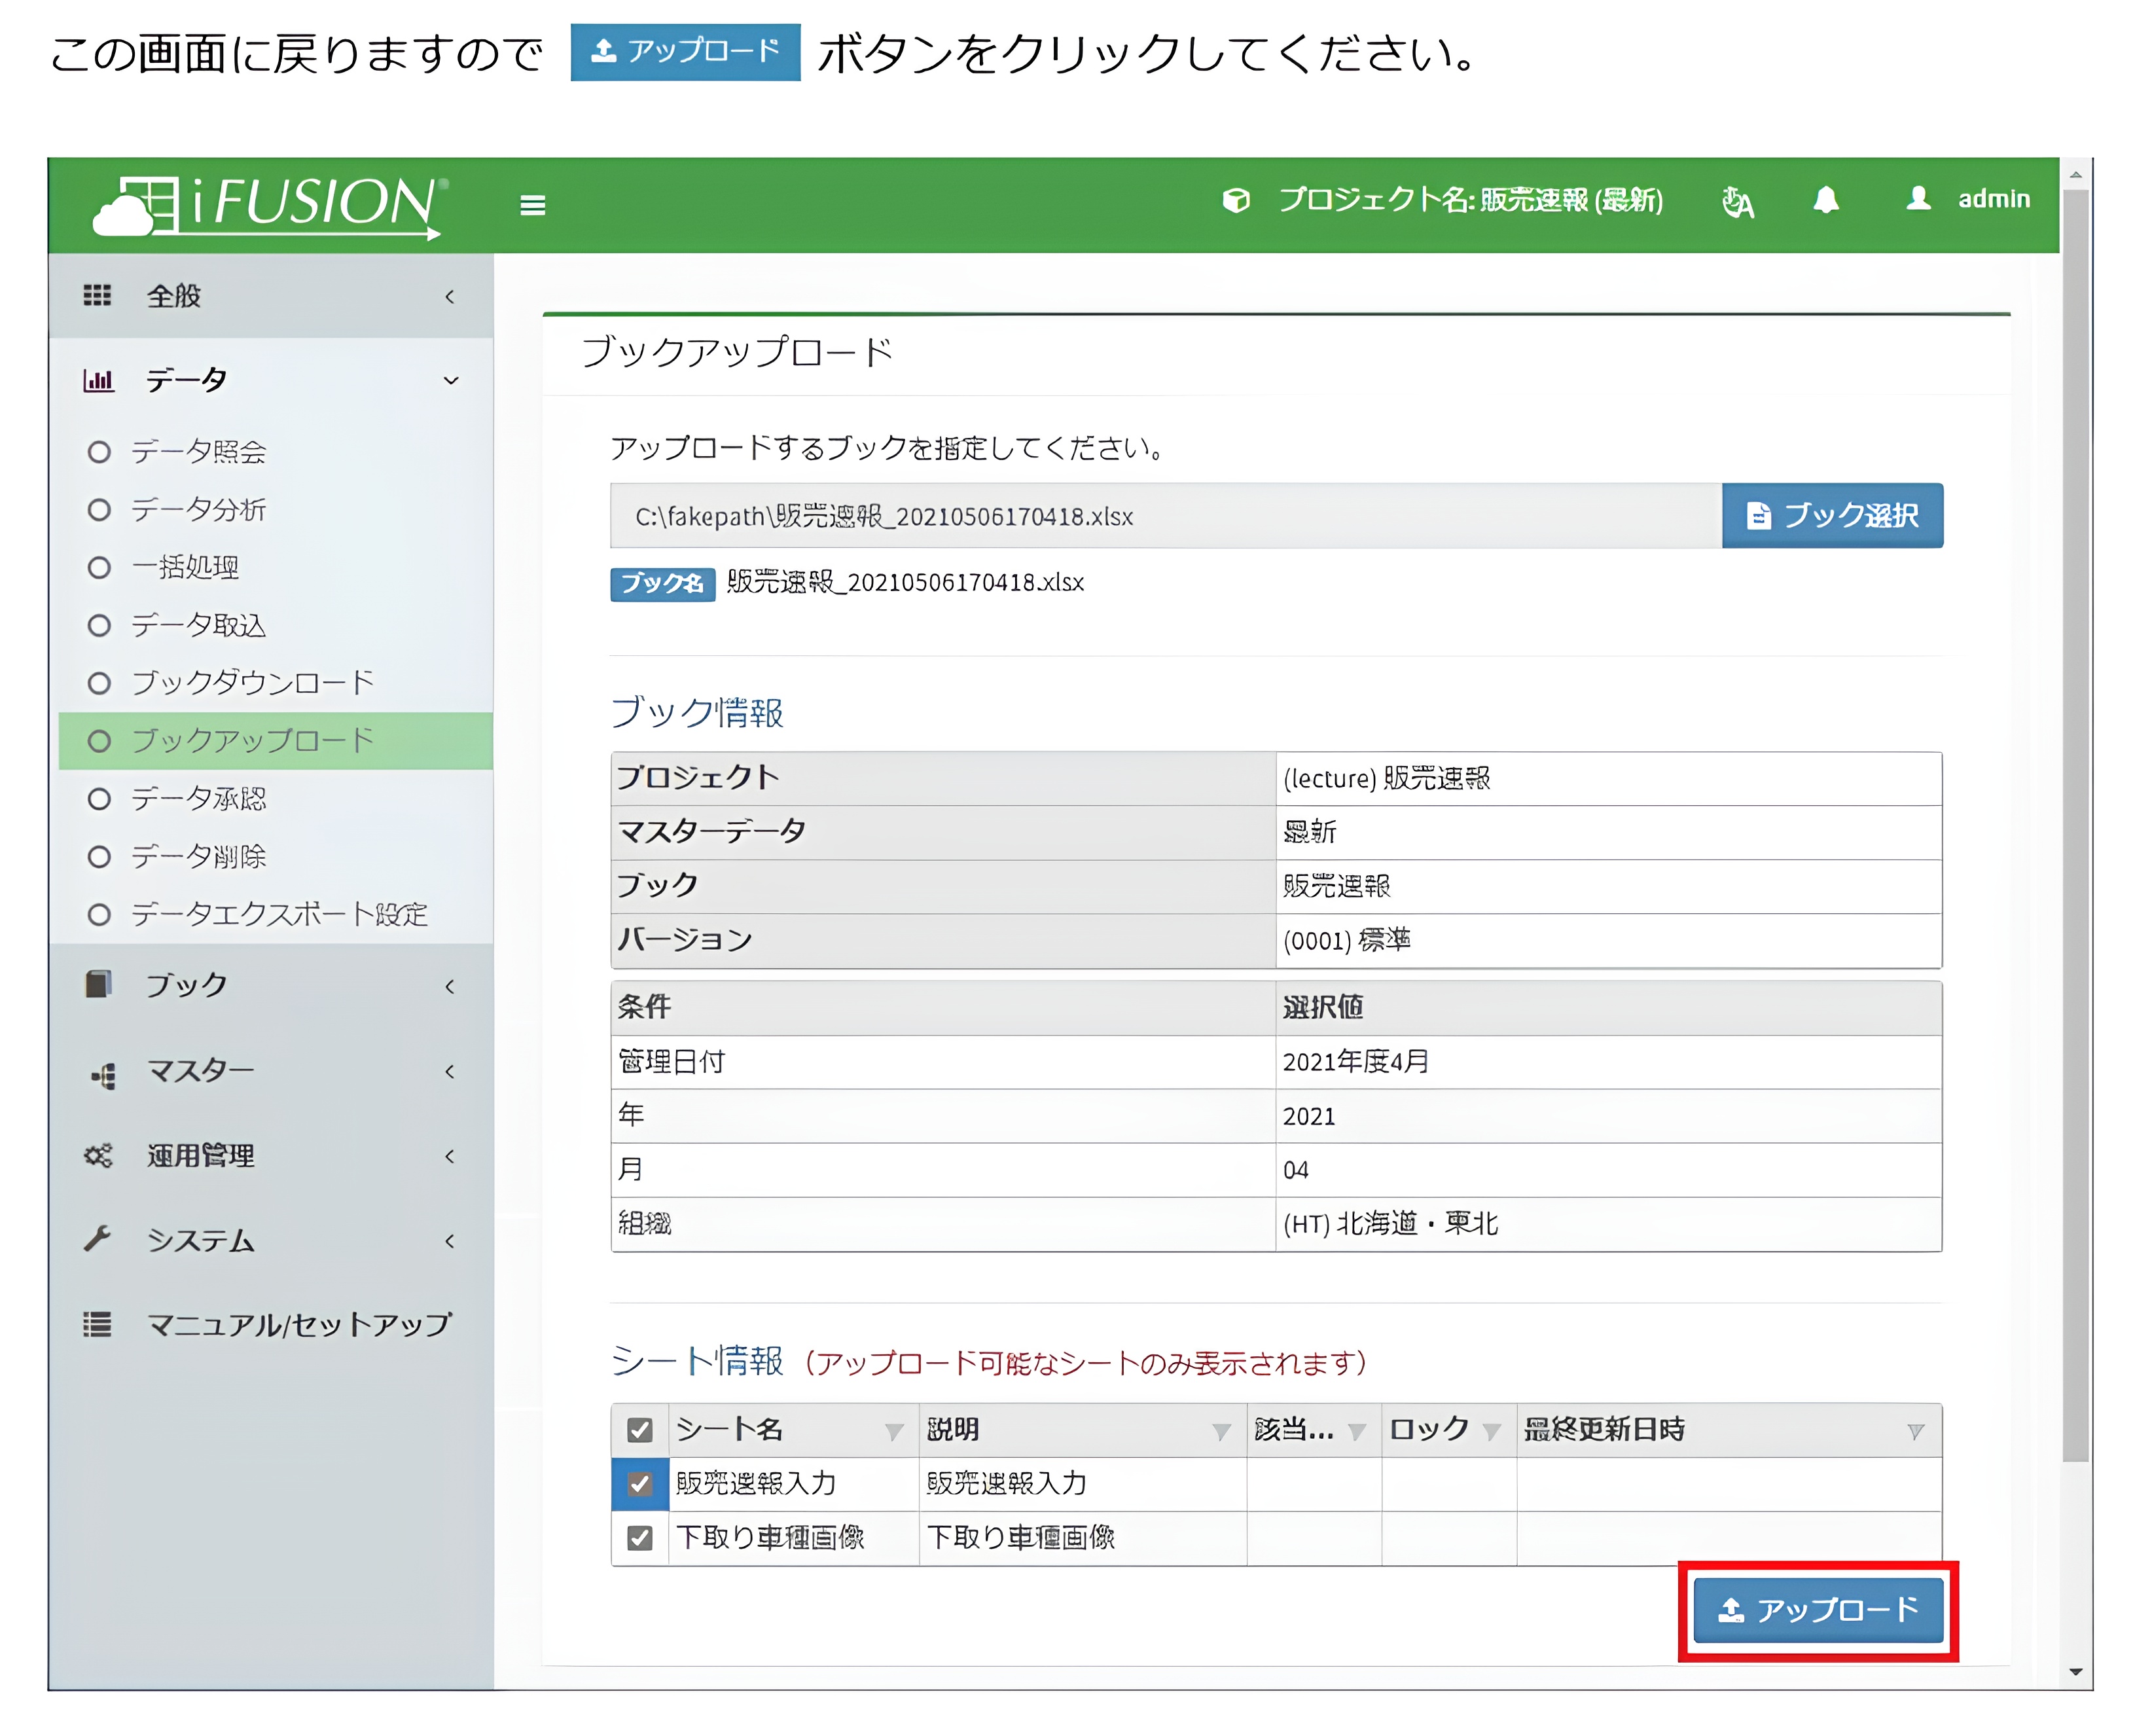 この画面に戻りますので アップロード ボタンをクリックしてください。
iFUSION
プロジェクト名: 販売速報 (最新)
admin
全般
データ
データ照会
データ分析
一括処理
データ取込
ブックダウンロード
ブックアップロード
データ承認
データ削除
データエクスポート設定
ブック
マスター
運用管理
システム
マニュアル/セットアップ
ブックアップロード
アップロードするブックを指定してください。
C:\fakepath\販売速報_20210506170418.xlsx
ブック選択
ブック名 販売速報_20210506170418.xlsx
ブック情報
プロジェクト (lecture) 販売速報
マスターデータ 最新
ブック 販売速報
バージョン (0001) 標準
条件 選択値
管理日付 2021年度4月
年 2021
月 04
組織 (HT) 北海道・東北
シート情報 (アップロード可能なシートのみ表示されます)
シート名 説明 該当... ロック 最終更新日時
販売速報入力 販売速報入力
下取り車種画像 下取り車種画像
アップロード